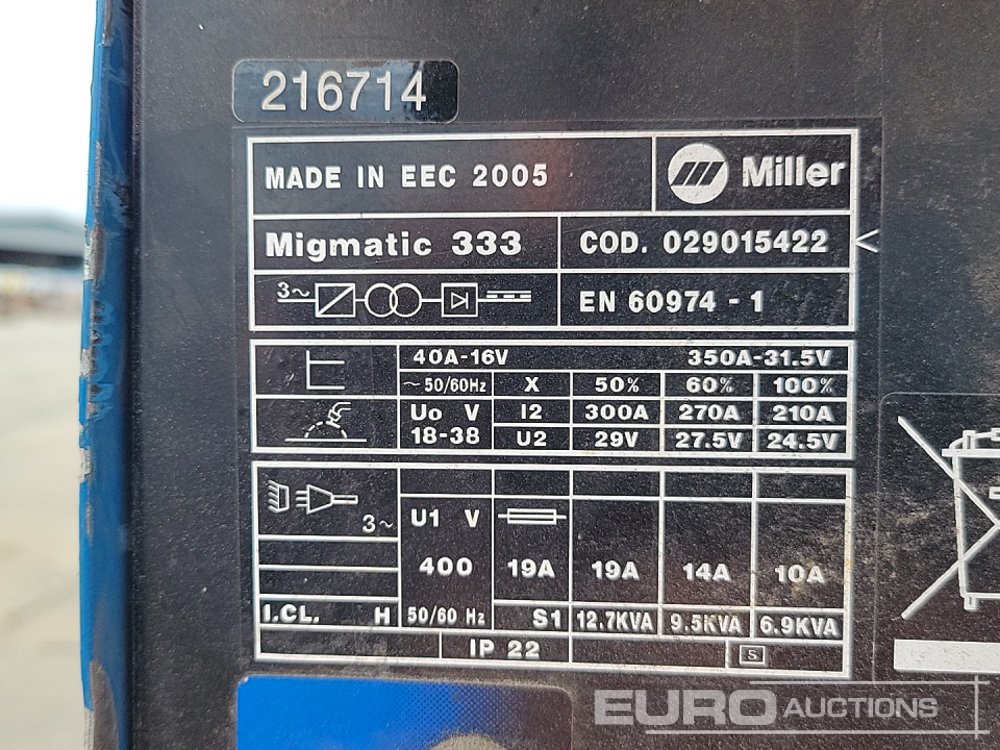 216714
MADE IN EEC 2005 Miller
Migmatic 333 COD. 029015422
3~ EN 60974 - 1
40A-16V 350A-31.5V
~ 50/60Hz X 50% 60% 100%
Uo V I2 300A 270A 210A
18-38 U2 29V 27.5V 24.5V
3~ U1 V
400 19A 19A 14A 10A
I.CL. H 50/60 Hz S1 12.7KVA 9.5KVA 6.9KVA
IP 22 S
EURO AUCTIONS